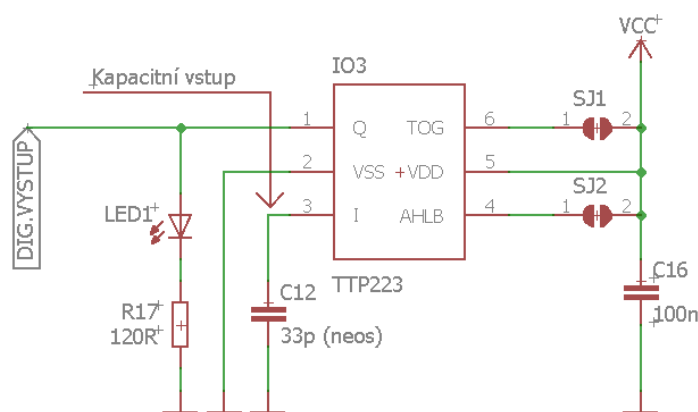 VCC
Kapacitní vstup
IO3
SJ1
1
Q
TOG
6
1
2
2
VSS
VDD
5
SJ2
LED1
3
I
AHLB
4
1
2
DIG.VYSTUP
TTP223
C12
C16
R17
120R
33p (neos)
100n